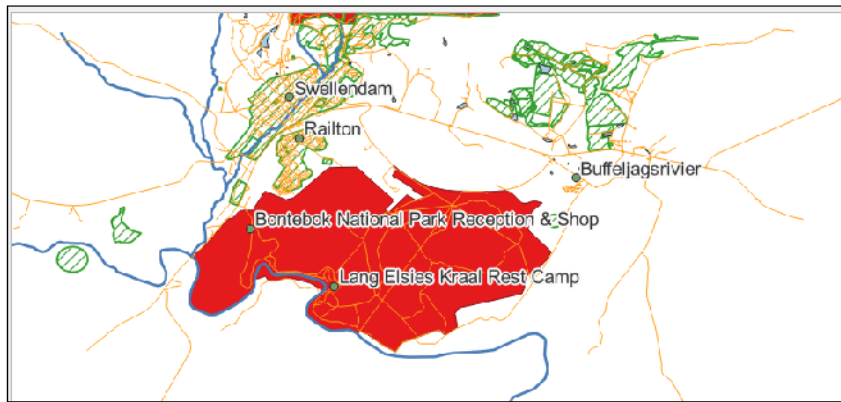 Swellendam
Railton
Buffeljagsrivier
Bontebok National Park Reception & Shop
Lang Elsies Kraal Rest Camp